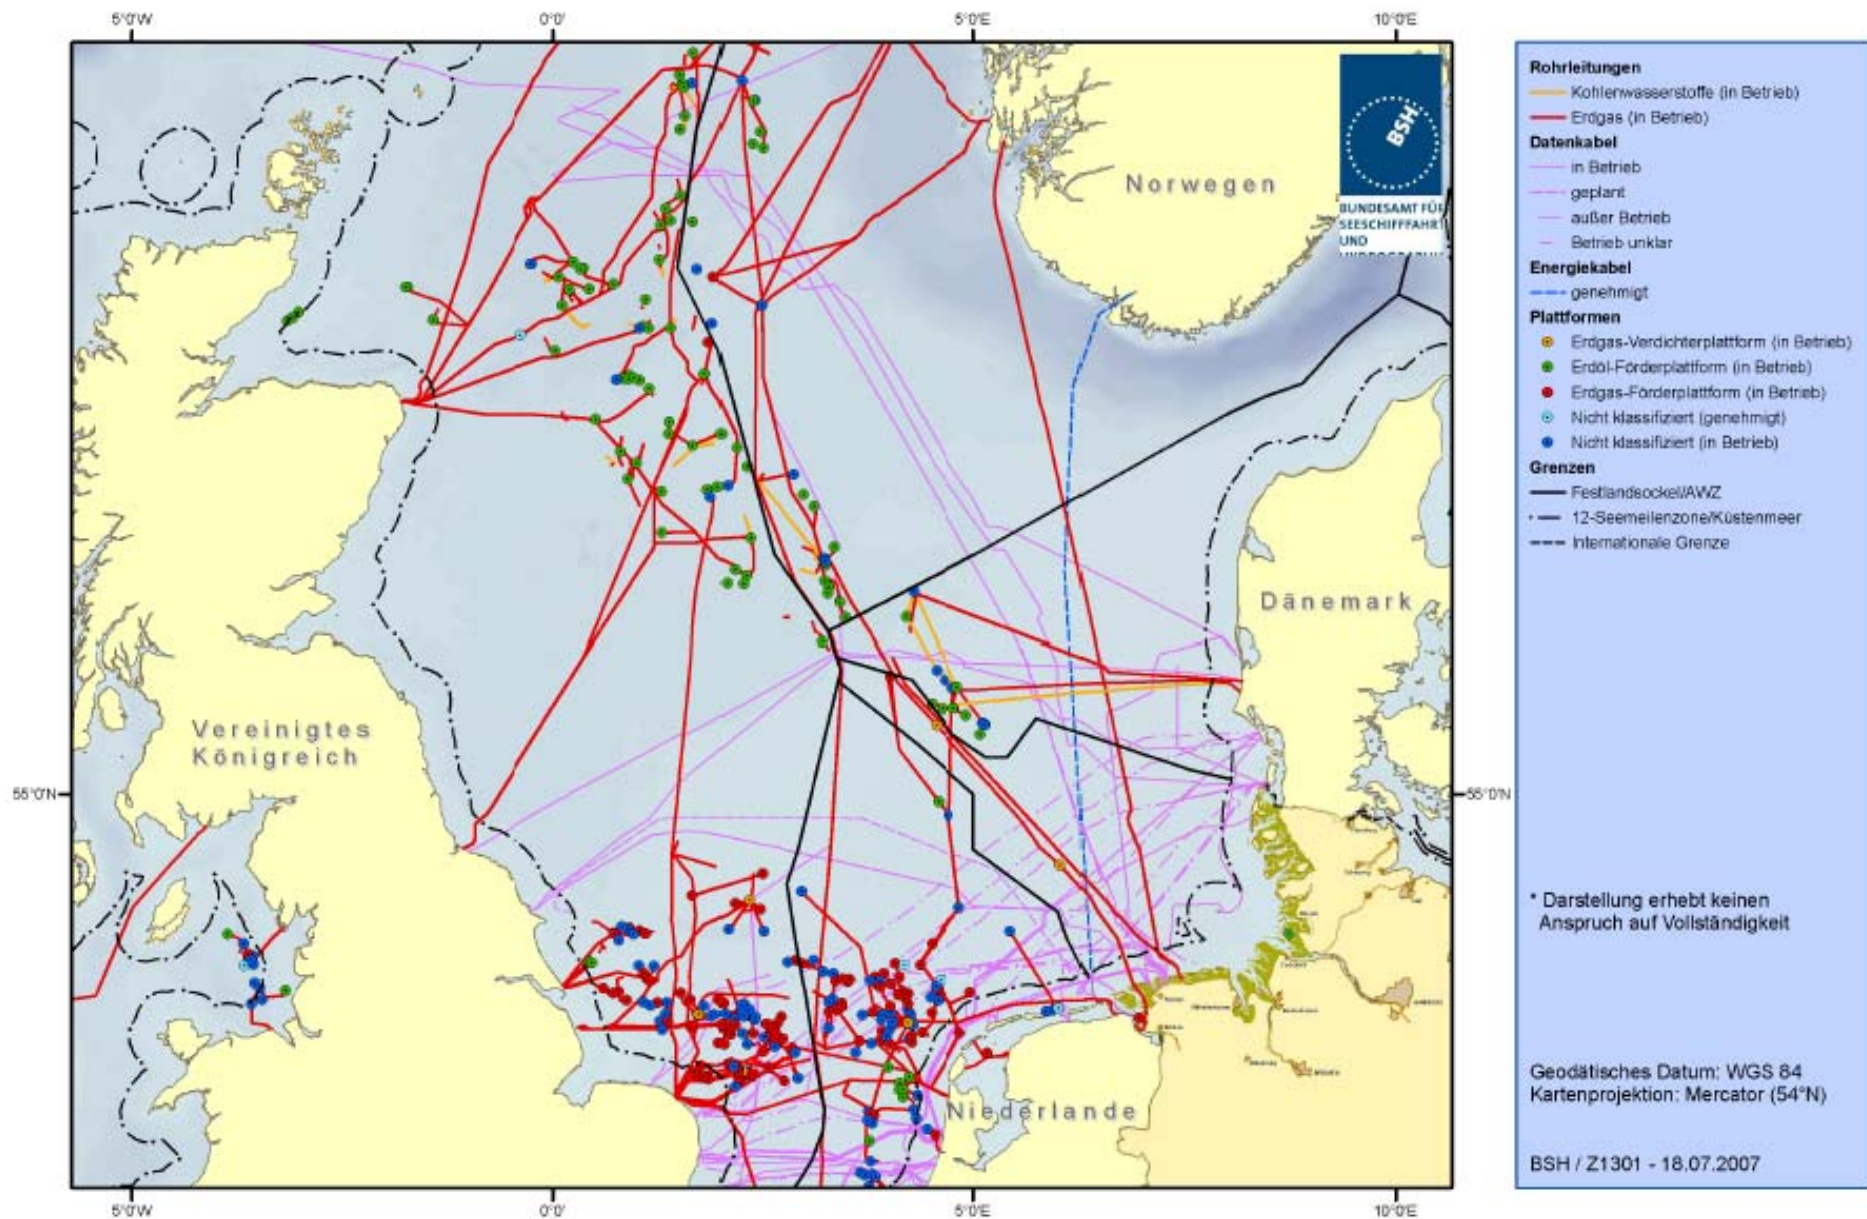 5°0'W 0°0' 5°0'E 10°0'E
Norwegen
BSH
BUNDESAMT FÜR
SEESCHIFFFAHRT
UND
Dänemark
Vereinigtes
Königreich
55°0'N 55°0'N
Niederlande
5°0'W 0°0' 5°0'E 10°0'E
Rohrleitungen
Kohlenwasserstoffe (in Betrieb)
Erdgas (in Betrieb)
Datenkabel
in Betrieb
geplant
außer Betrieb
Betrieb unklar
Energiekabel
genehmigt
Plattformen
Erdgas-Verdichterplattform (in Betrieb)
Erdöl-Förderplattform (in Betrieb)
Erdgas-Förderplattform (in Betrieb)
Nicht klassifiziert (genehmigt)
Nicht klassifiziert (in Betrieb)
Grenzen
Festlandsockel/AWZ
12-Seemeilenzone/Küstenmeer
Internationale Grenze
* Darstellung erhebt keinen
Anspruch auf Vollständigkeit
Geodätisches Datum: WGS 84
Kartenprojektion: Mercator (54°N)
BSH / Z1301 - 18.07.2007